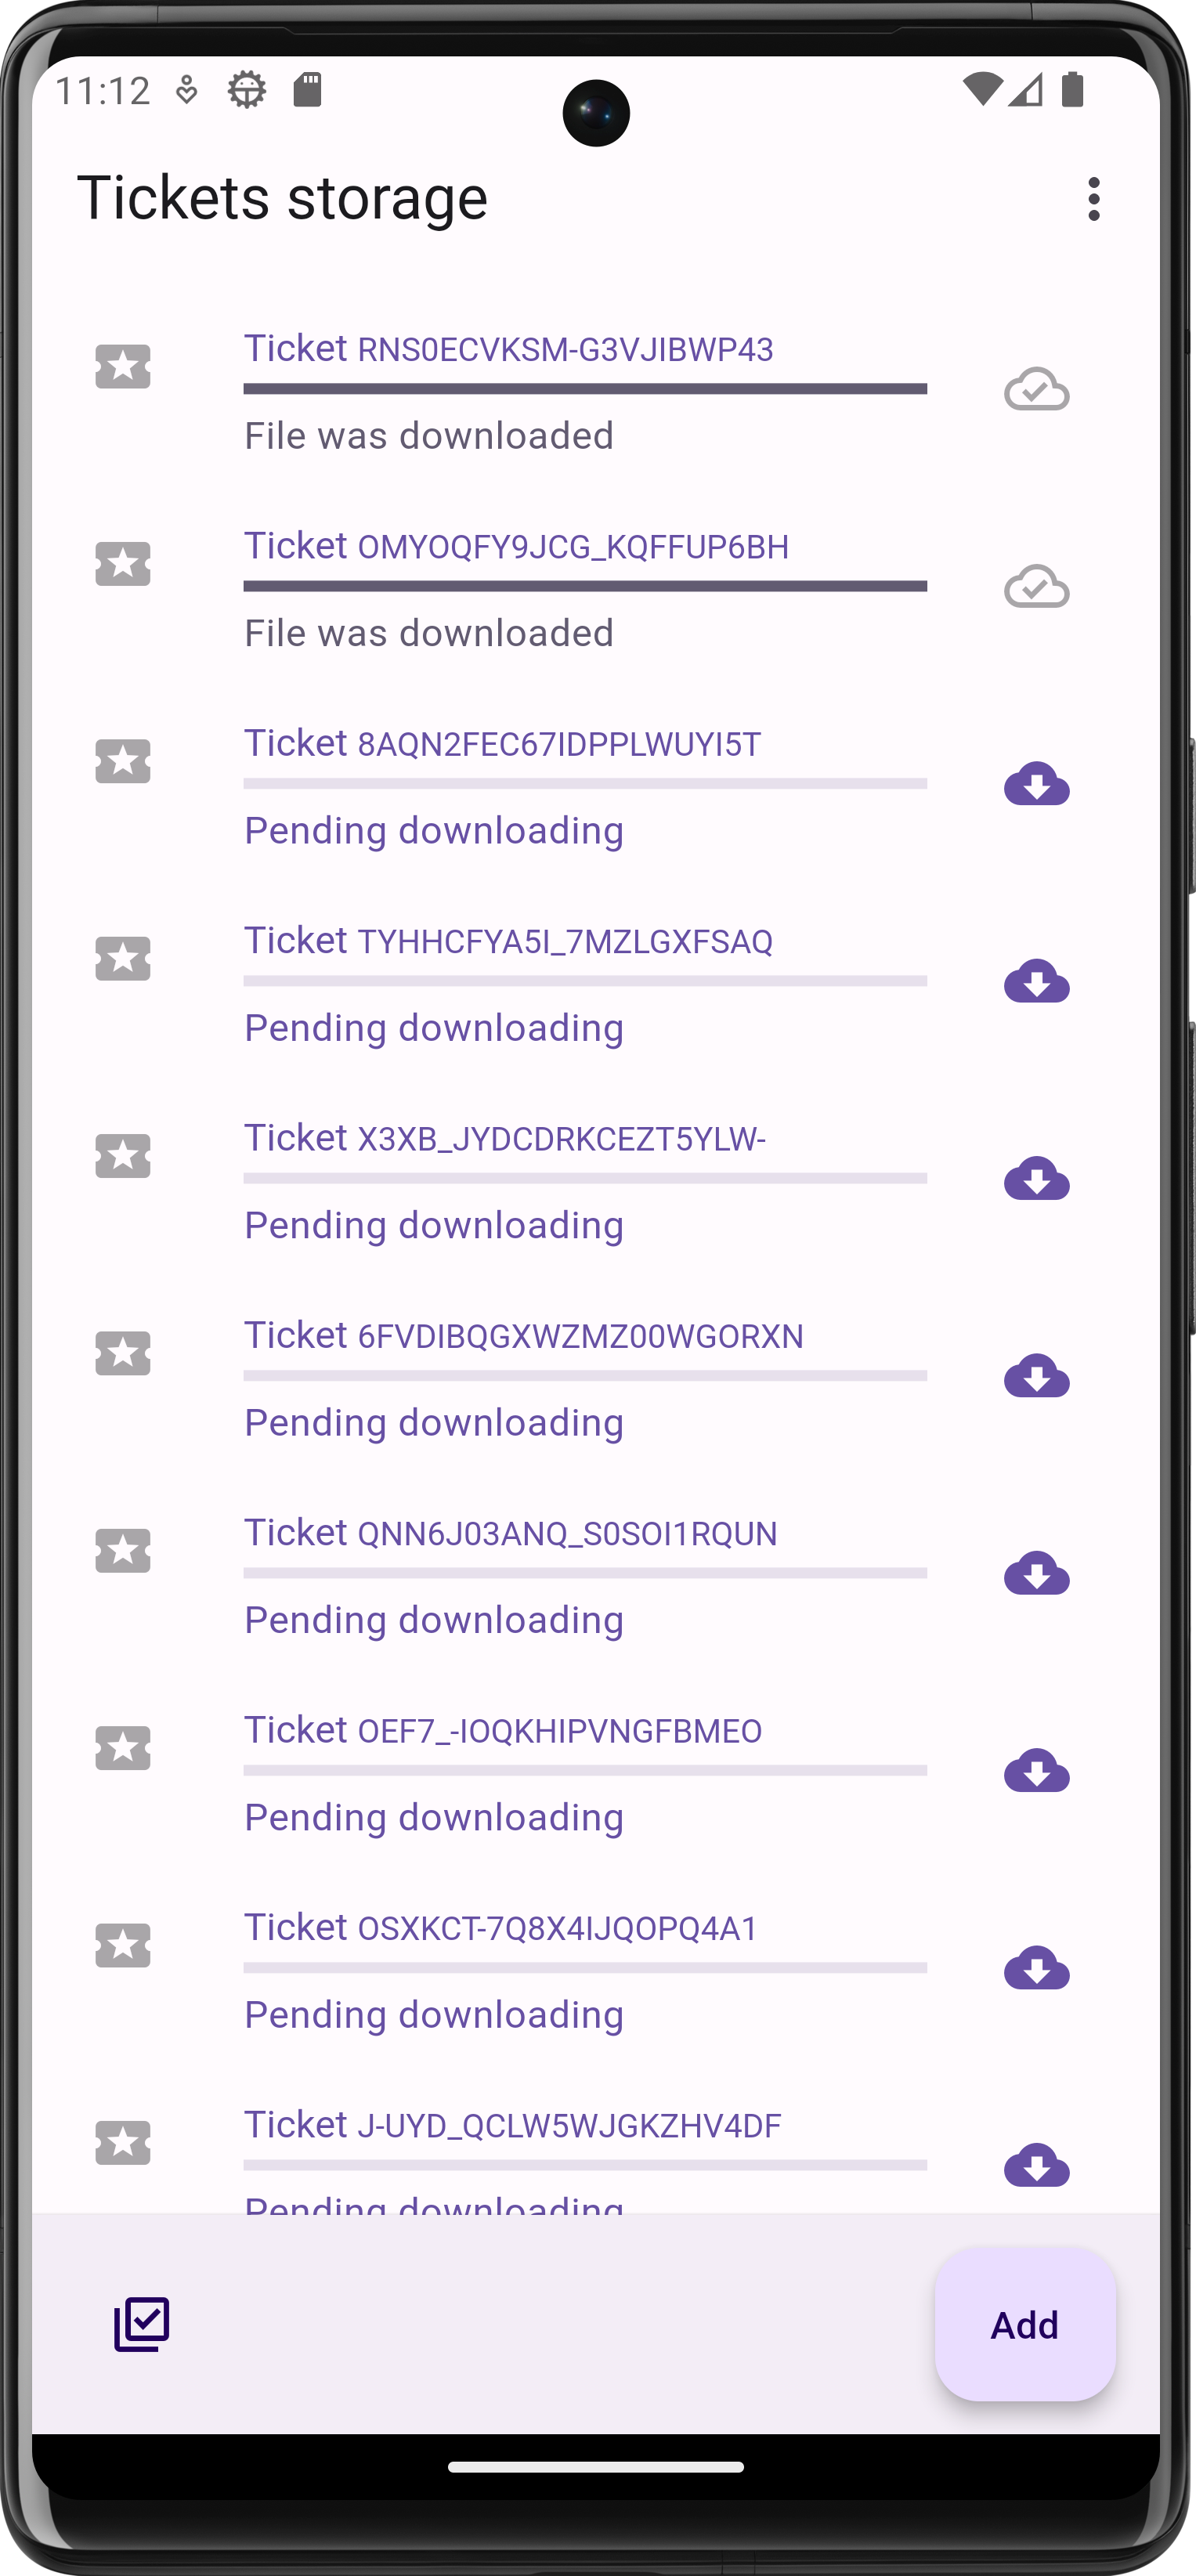 11:12
Tickets storage
Ticket RNS0ECVKSM-G3VJIBWP43
File was downloaded
Ticket OMYOQFY9JCG_KQFFUP6BH
File was downloaded
Ticket 8AQN2FEC67IDPPLWUYI5T
Pending downloading
Ticket TYHHCFYA5I_7MZLGXFSAQ
Pending downloading
Ticket X3XB_JYDCDRKCEZT5YLW-
Pending downloading
Ticket 6FVDIBQGXWZMZ00WGORXN
Pending downloading
Ticket QNN6J03ANQ_S0SOI1RQUN
Pending downloading
Ticket OEF7_-IOQKHIPVNGFBMEO
Pending downloading
Ticket OSXKCT-7Q8X4IJQOPQ4A1
Pending downloading
Ticket J-UYD_QCLW5WJGKZHV4DF
Pending downloading
Add